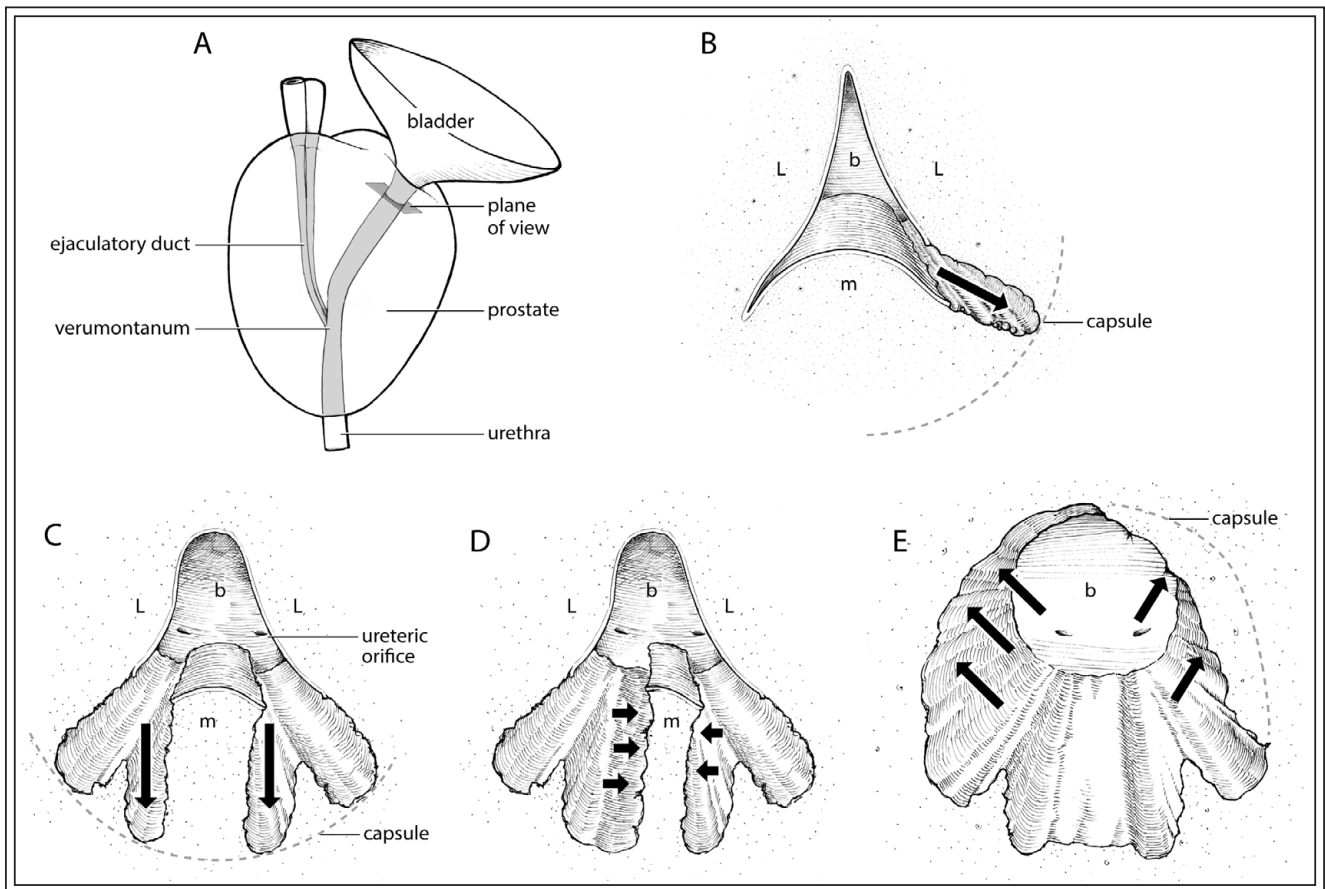 A
bladder
plane
of view
ejaculatory duct
verumontanum
prostate
urethra
B
L
b
L
m
capsule
C
L
b
L
ureteric
orifice
m
capsule
D
L
b
L
m
E
capsule
b